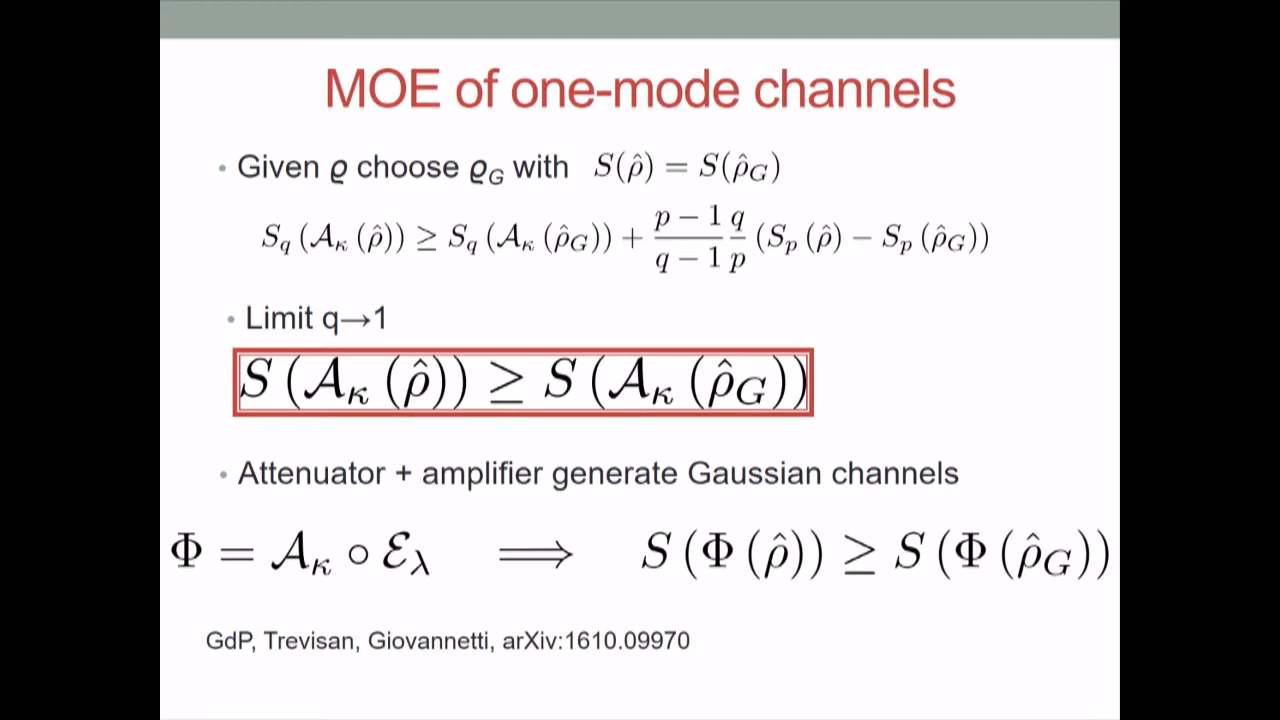 MOE of one-mode channels
• Given ϱ choose ϱ_G with S(ρ̂) = S(ρ̂_G)
S_q (𝒜_κ (ρ̂)) ≥ S_q (𝒜_κ (ρ̂_G)) + \frac{p − 1}{q − 1} \frac{q}{p} (S_p (ρ̂) − S_p (ρ̂_G))
• Limit q→1
S (𝒜_κ (ρ̂)) ≥ S (𝒜_κ (ρ̂_G))
• Attenuator + amplifier generate Gaussian channels
Φ = 𝒜_κ ∘ ℰ_λ ⟹ S (Φ (ρ̂)) ≥ S (Φ (ρ̂_G))
GdP, Trevisan, Giovannetti, arXiv:1610.09970